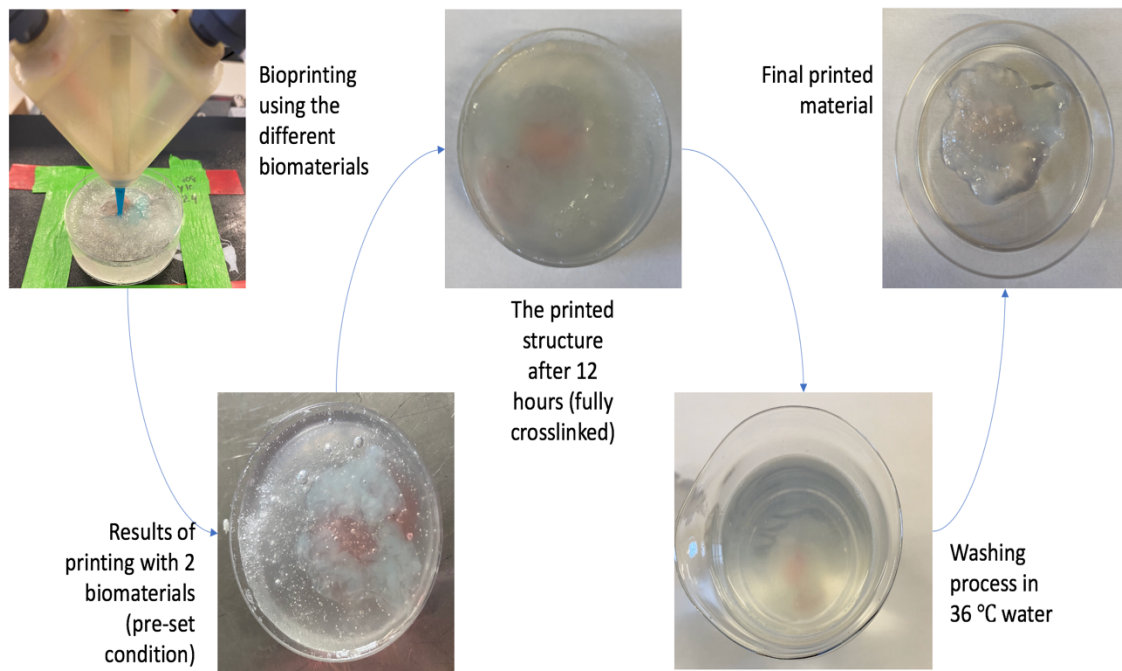 Bioprinting
using the
different
biomaterials
Results of
printing with 2
biomaterials
(pre-set
condition)
The printed
structure
after 12
hours (fully
crosslinked)
Washing
process in
36 °C water
Final printed
material